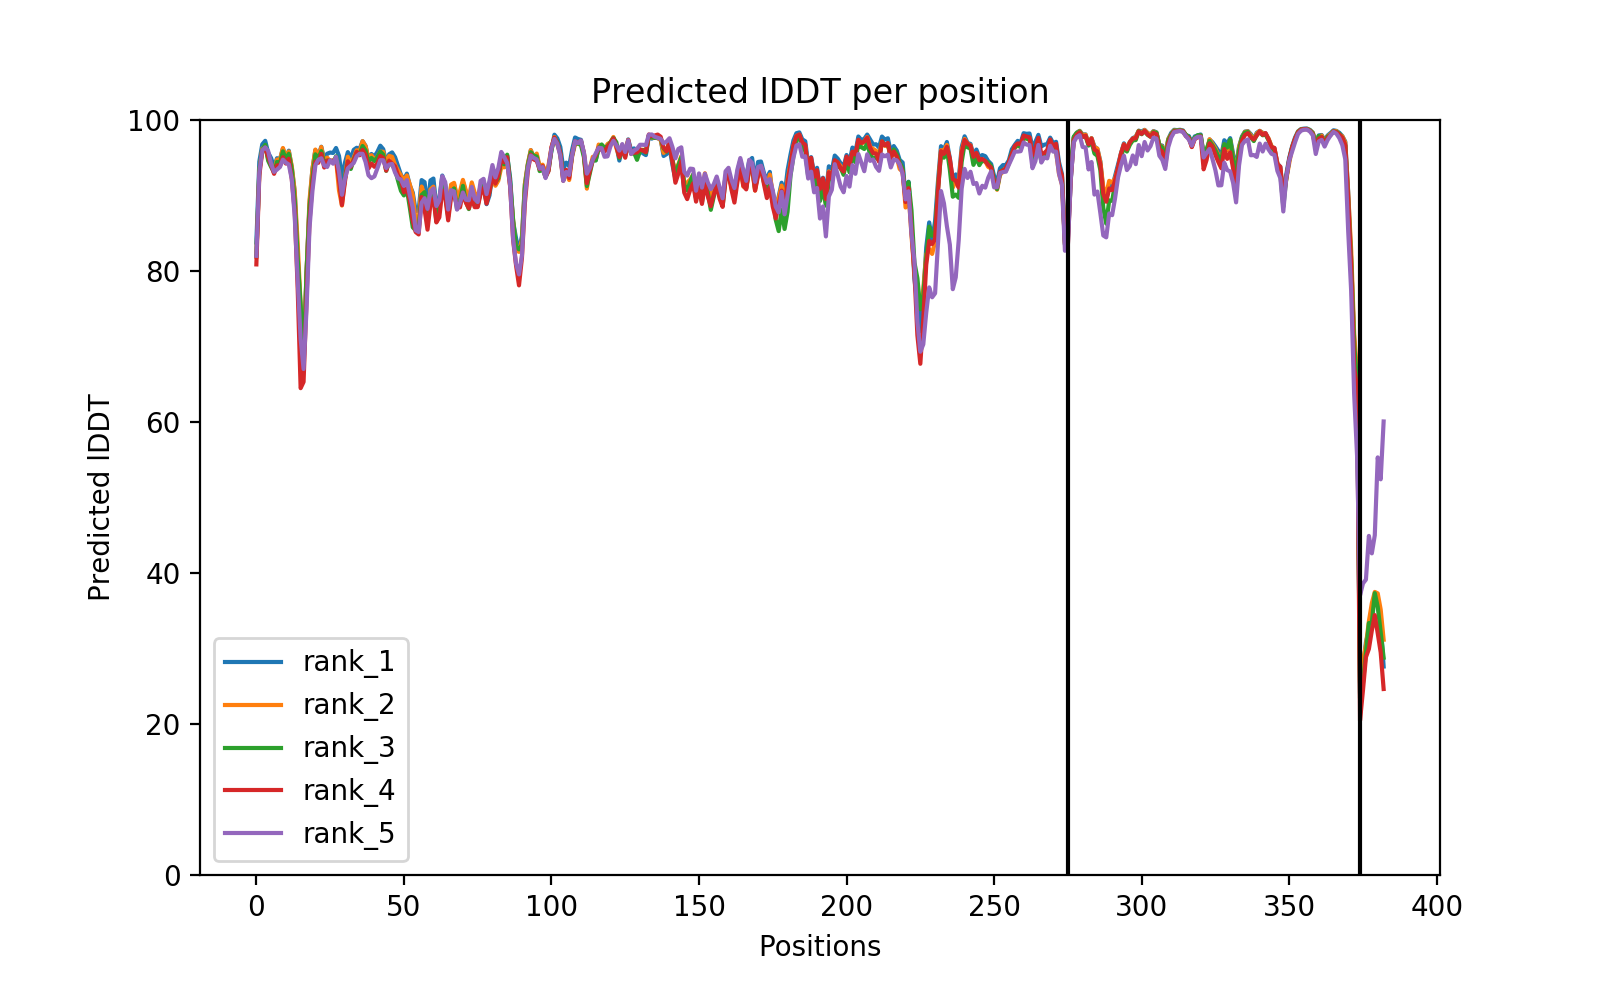 Predicted lDDT per position
100
80
60
40
20
0
Predicted lDDT
rank_1
rank_2
rank_3
rank_4
rank_5
0 50 100 150 200 250 300 350 400
Positions